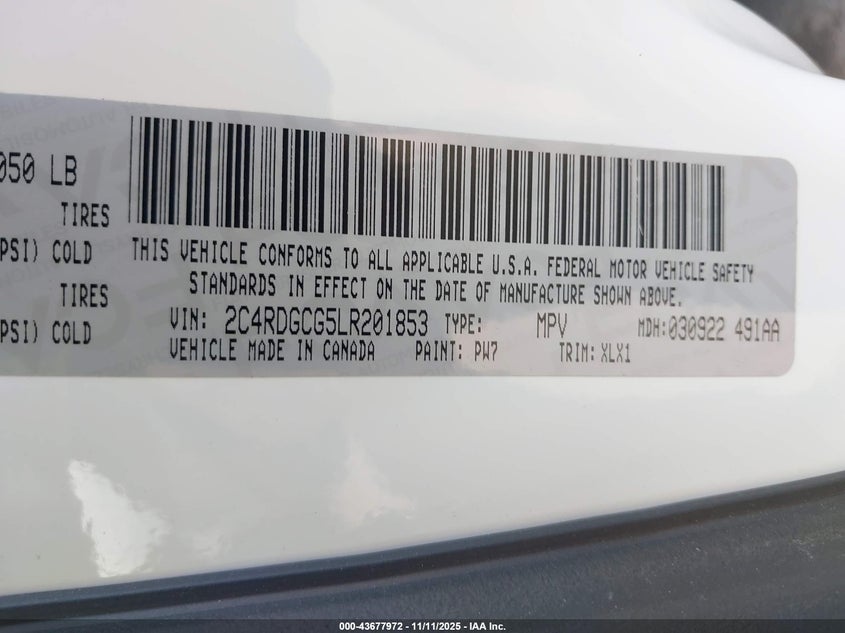 050 LB
TIRES
PSI) COLD
TIRES
PSI) COLD
THIS VEHICLE CONFORMS TO ALL APPLICABLE U.S.A. FEDERAL MOTOR VEHICLE SAFETY
STANDARDS IN EFFECT ON THE DATE OF MANUFACTURE SHOWN ABOVE.
VIN: 2C4RDGCG5LR201853 TYPE: MPV MDH:030922 491AA
VEHICLE MADE IN CANADA PAINT: PW7 TRIM: XLX1
000-43677972 - 11/11/2025 - IAA Inc.